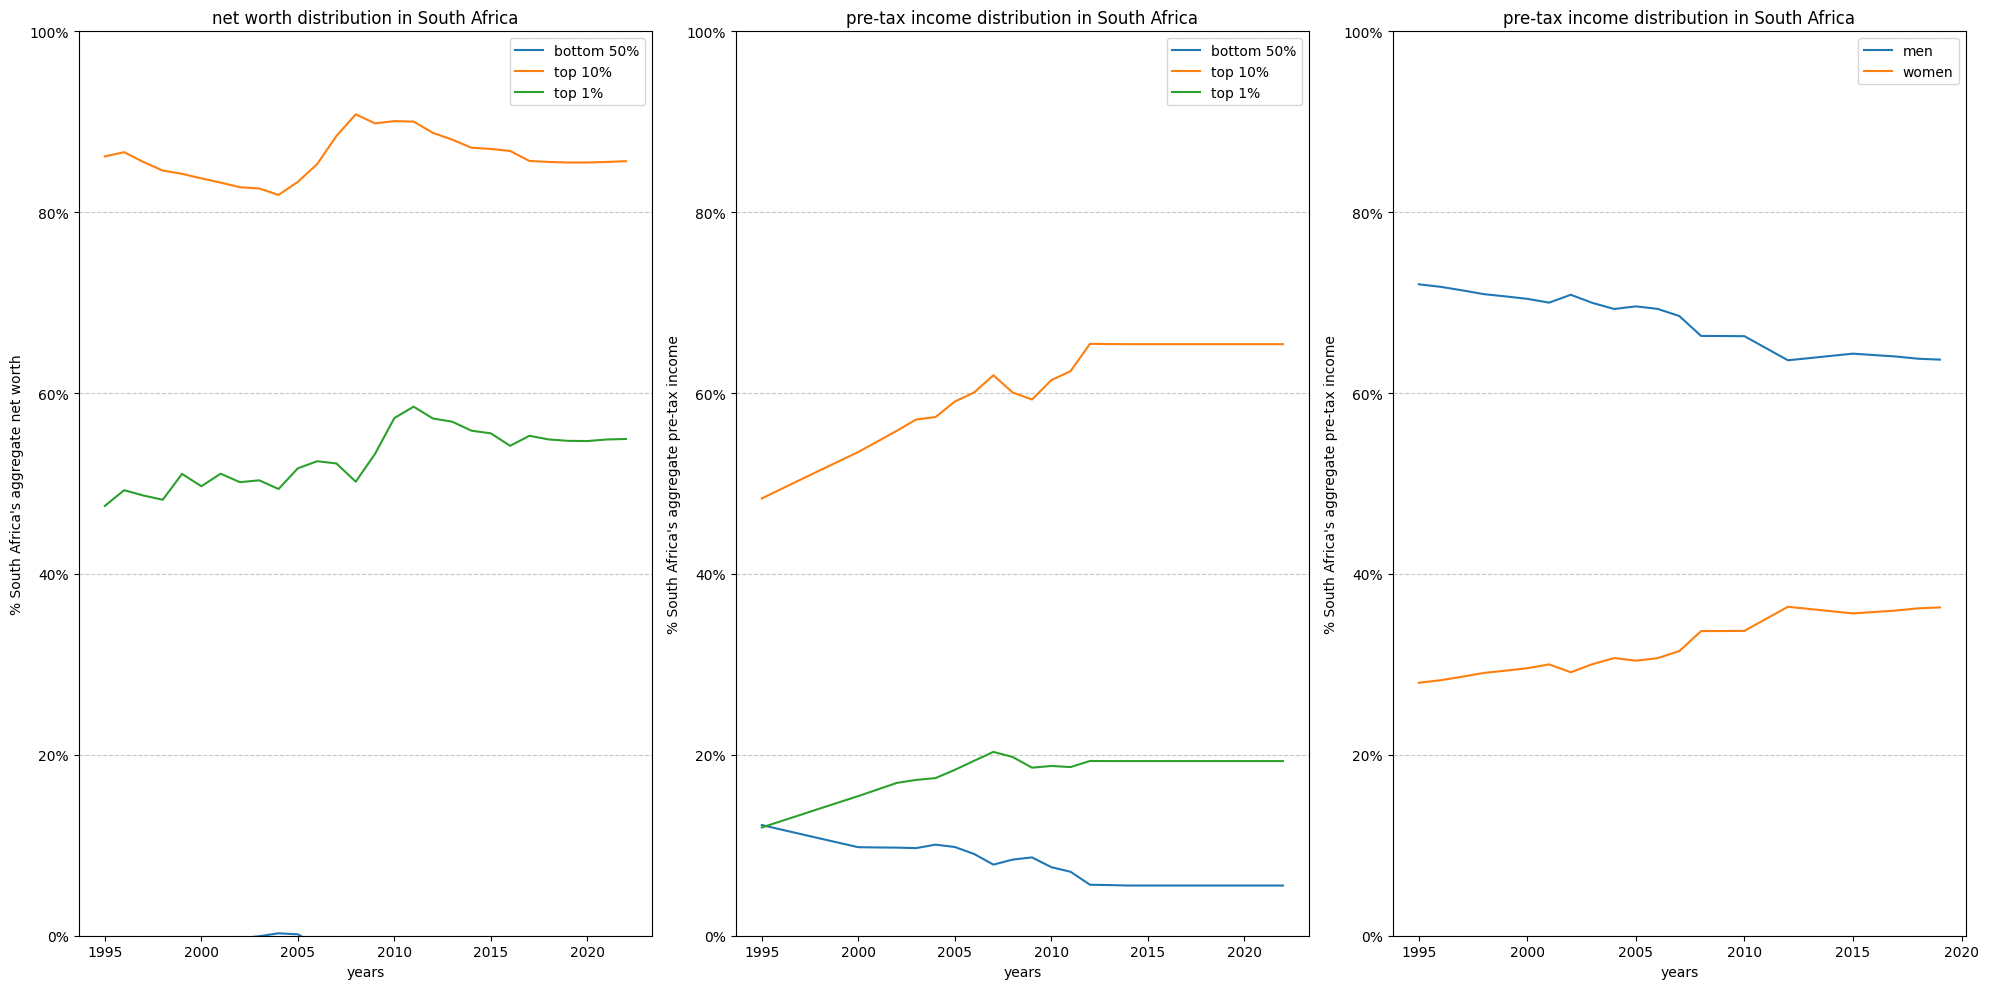 net worth distribution in South Africa
100%
80%
60%
40%
20%
0%
% South Africa's aggregate net worth
bottom 50%
top 10%
top 1%
1995
2000
2005
2010
2015
2020
years
pre-tax income distribution in South Africa
100%
80%
60%
40%
20%
0%
% South Africa's aggregate pre-tax income
bottom 50%
top 10%
top 1%
1995
2000
2005
2010
2015
2020
years
pre-tax income distribution in South Africa
100%
80%
60%
40%
20%
0%
% South Africa's aggregate pre-tax income
men
women
1995
2000
2005
2010
2015
2020
years